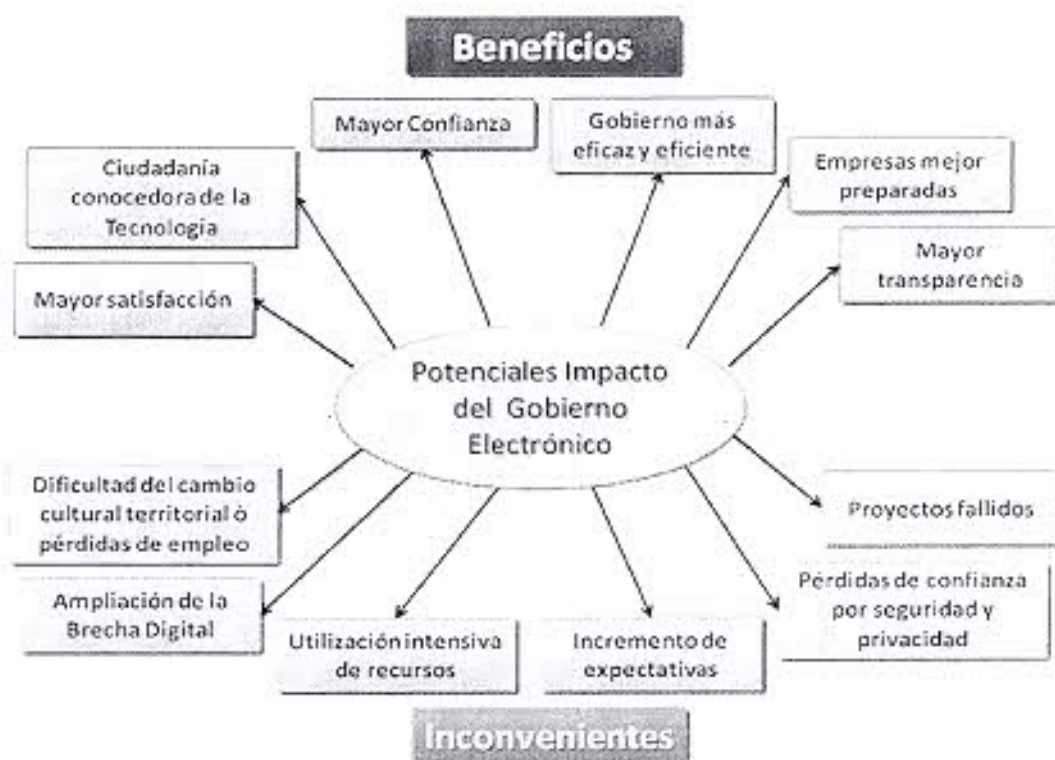 Beneficios
Mayor Confianza
Gobierno más
eficaz y eficiente
Ciudadanía
conocedora de la
Tecnología
Empresas mejor
preparadas
Mayor satisfacción
Mayor
transparencia
Potenciales Impacto
del Gobierno
Electrónico
Dificultad del cambio
cultural territorial ò
pérdidas de empleo
Proyectos fallidos
Ampliación de la
Brecha Digital
Utilización intensiva
de recursos
Incremento de
expectativas
Pérdidas de confianza
por seguridad y
privacidad
Inconvenientes